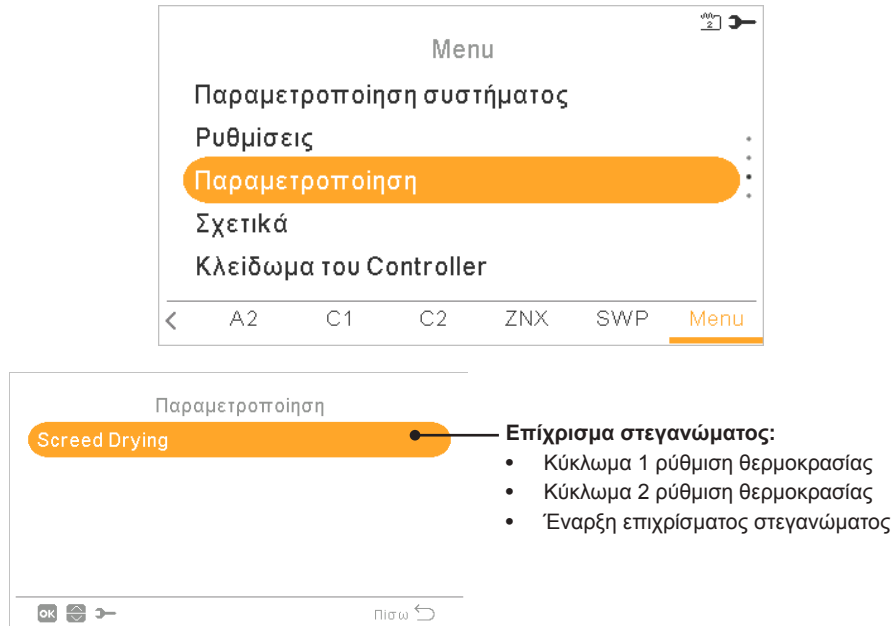 2
Menu
Παραμετροποίηση συστήματος
Ρυθμίσεις
Παραμετροποίηση
Σχετικά
Κλείδωμα του Controller
< A2 C1 C2 ZNX SWP Menu
Παραμετροποίηση
Screed Drying
Επίχρισμα στεγανώματος:
• Κύκλωμα 1 ρύθμιση θερμοκρασίας
• Κύκλωμα 2 ρύθμιση θερμοκρασίας
• Έναρξη επιχρίσματος στεγανώματος
OK Πίσω